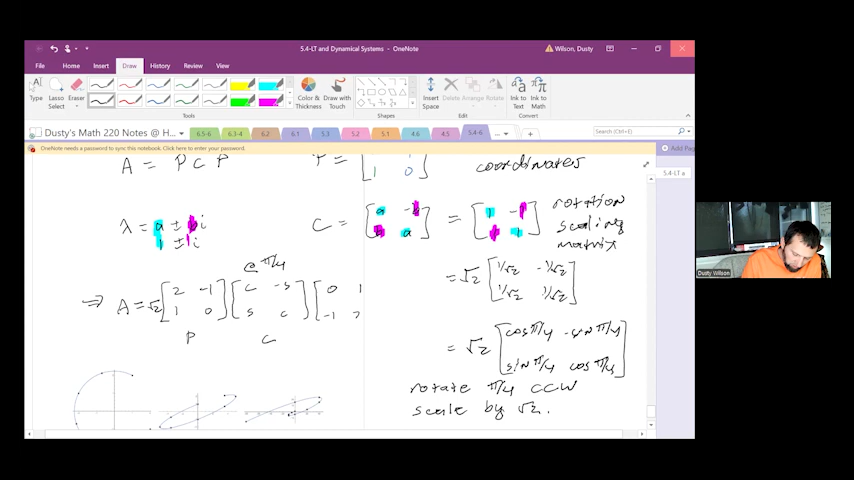 5.4-LT and Dynamical Systems - OneNote
Wilson, Dusty
File Home Insert Draw History Review View
Type
Lasso Select
Eraser
Color & Thickness
Draw with Touch
Insert Space
Delete Arrange Rotate
Ink to Text
Ink to Math
Tools
Shapes
Edit
Convert
Dusty's Math 220 Notes @ H...
6.5-6 6.3-4 6.2 6.1 5.3 5.2 5.1 4.6 4.5 5.4-6
Search (Ctrl+E)
OneNote needs a password to sync this notebook. Click here to enter your password.
Add Pag
5.4-LT a
A = P C P
P = [ 1 0 ]
coordinates
λ = a ± bi
1 ± 1i
C = [ a -b
b a ] = [ 1 -1
1 1 ]
rotation
scaling
matrix
= √2 [ 1/√2 -1/√2
1/√2 1/√2 ]
@ π/4
⇒ A = √2 [ 2 -1
1 0 ] [ c -s
s c ] [ 0 1
-1 2
P
C
= √2 [ cos π/4 -sin π/4
sin π/4 cos π/4 ]
rotate π/4 CCW
scale by √2.
Dusty Wilson